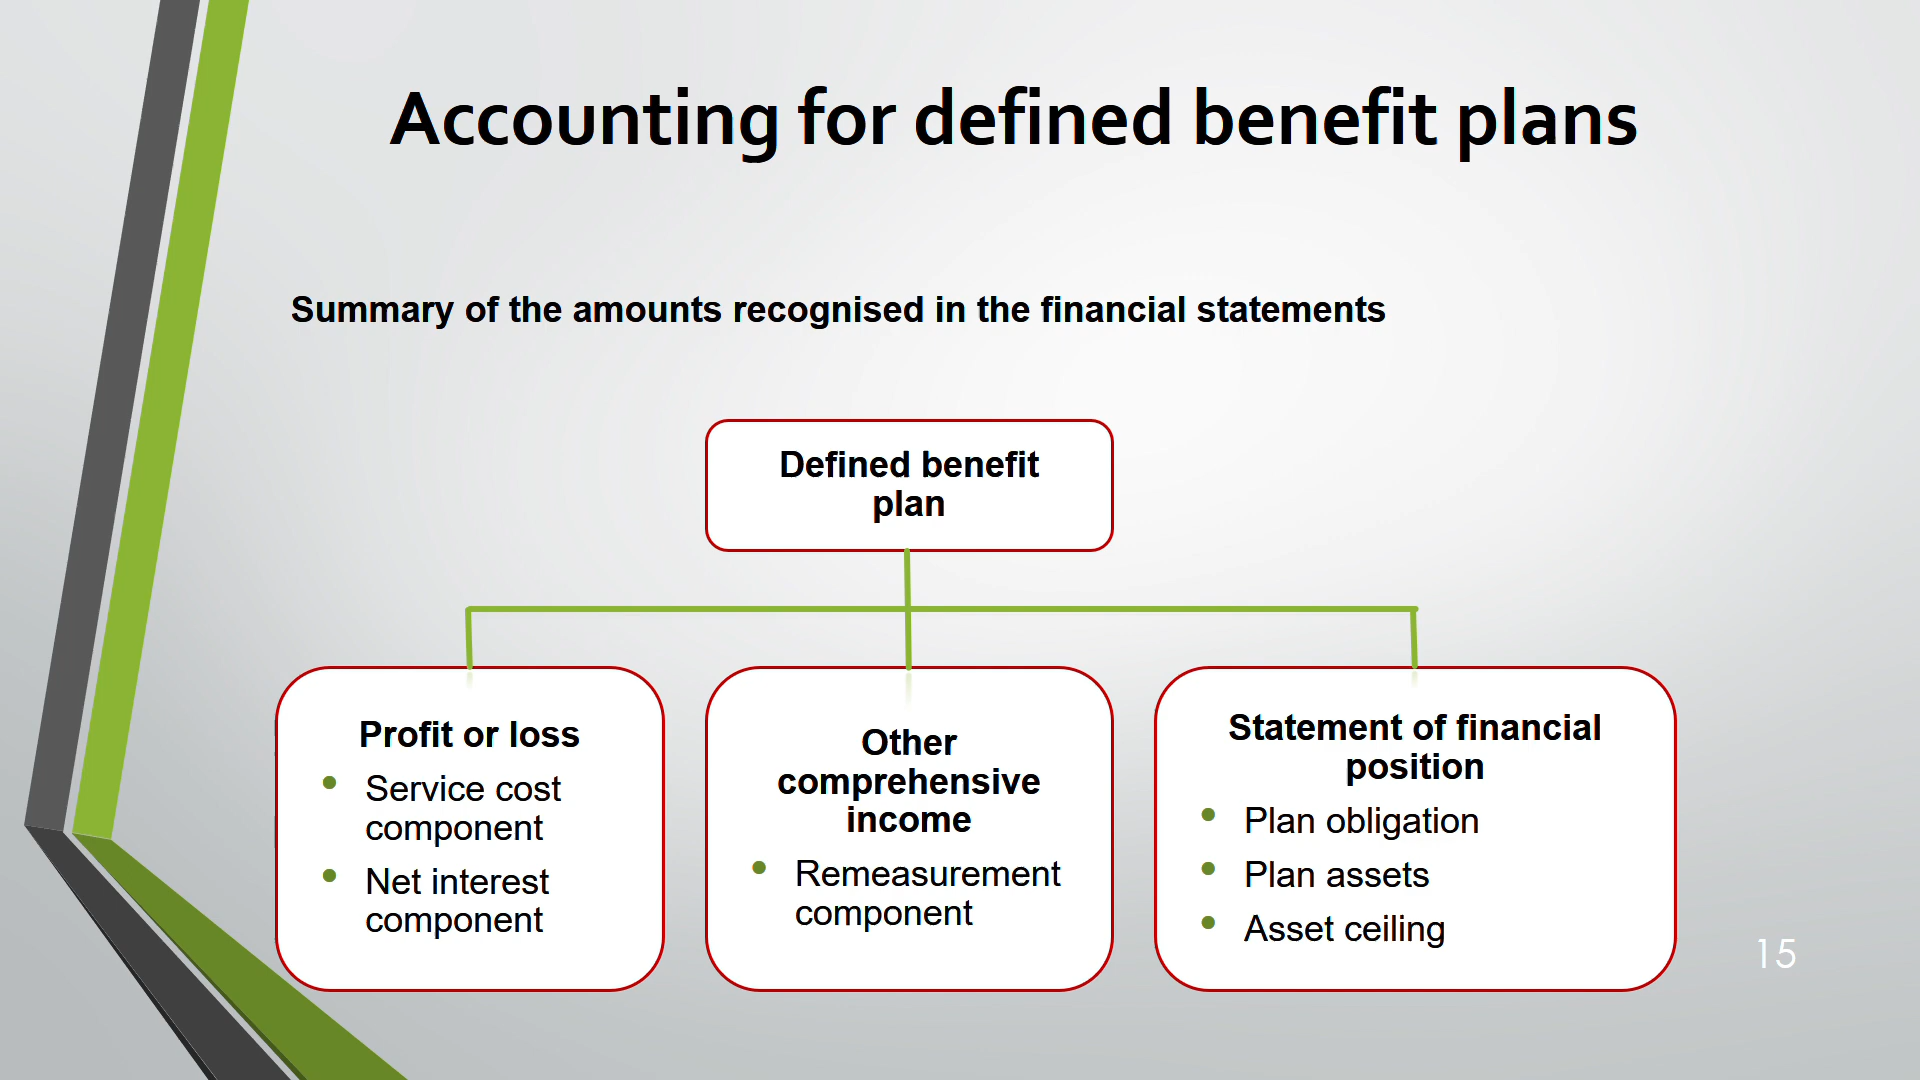 Accounting for defined benefit plans
Summary of the amounts recognised in the financial statements
Defined benefit
plan
Profit or loss
• Service cost
component
• Net interest
component
Other
comprehensive
income
• Remeasurement
component
Statement of financial
position
• Plan obligation
• Plan assets
• Asset ceiling
15